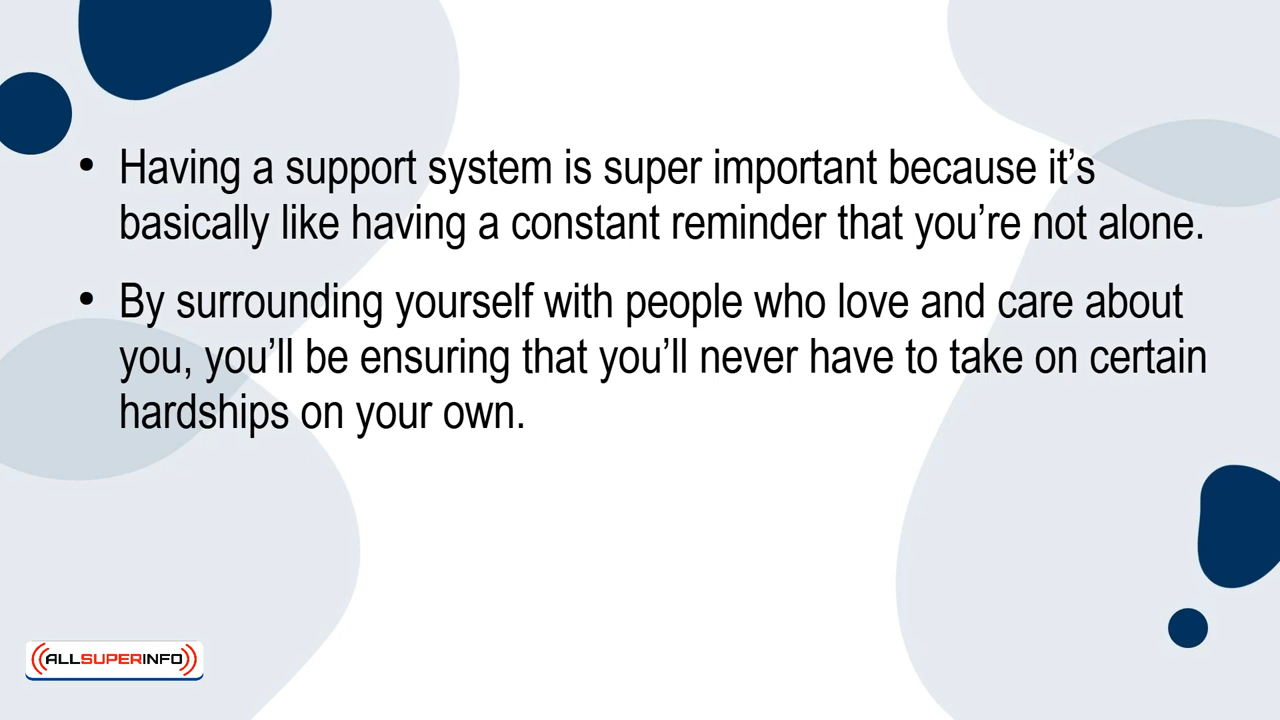 • Having a support system is super important because it’s
basically like having a constant reminder that you’re not alone.
• By surrounding yourself with people who love and care about
you, you’ll be ensuring that you’ll never have to take on certain
hardships on your own.
ALLSUPERINFO